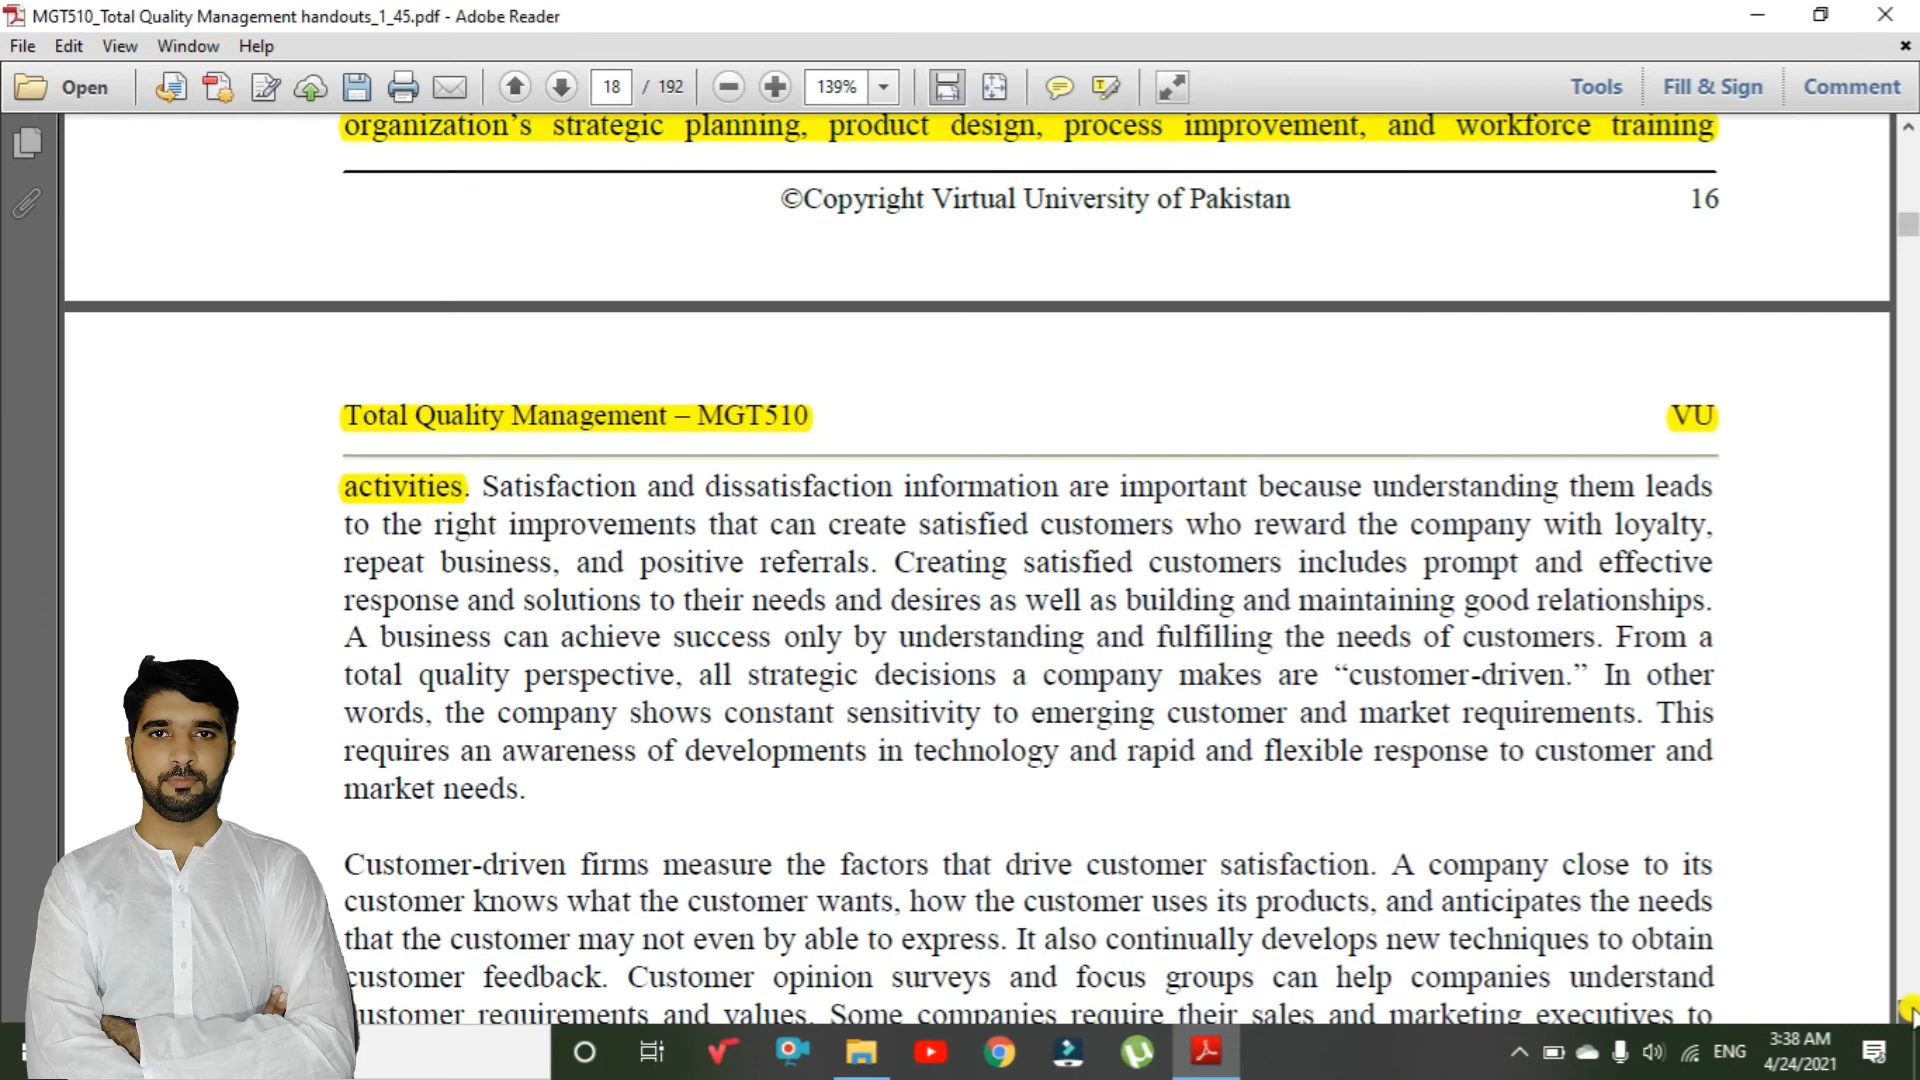 MGT510_Total Quality Management handouts_1_45.pdf - Adobe Reader
File Edit View Window Help
Open 18 / 192 139% Tools Fill & Sign Comment
organization's strategic planning, product design, process improvement, and workforce training
©Copyright Virtual University of Pakistan 16
Total Quality Management – MGT510 VU
activities. Satisfaction and dissatisfaction information are important because understanding them leads
to the right improvements that can create satisfied customers who reward the company with loyalty,
repeat business, and positive referrals. Creating satisfied customers includes prompt and effective
response and solutions to their needs and desires as well as building and maintaining good relationships.
A business can achieve success only by understanding and fulfilling the needs of customers. From a
total quality perspective, all strategic decisions a company makes are “customer-driven.” In other
words, the company shows constant sensitivity to emerging customer and market requirements. This
requires an awareness of developments in technology and rapid and flexible response to customer and
market needs.
Customer-driven firms measure the factors that drive customer satisfaction. A company close to its
customer knows what the customer wants, how the customer uses its products, and anticipates the needs
that the customer may not even by able to express. It also continually develops new techniques to obtain
customer feedback. Customer opinion surveys and focus groups can help companies understand
customer requirements and values. Some companies require their sales and marketing executives to
ENG
3:38 AM
4/24/2021